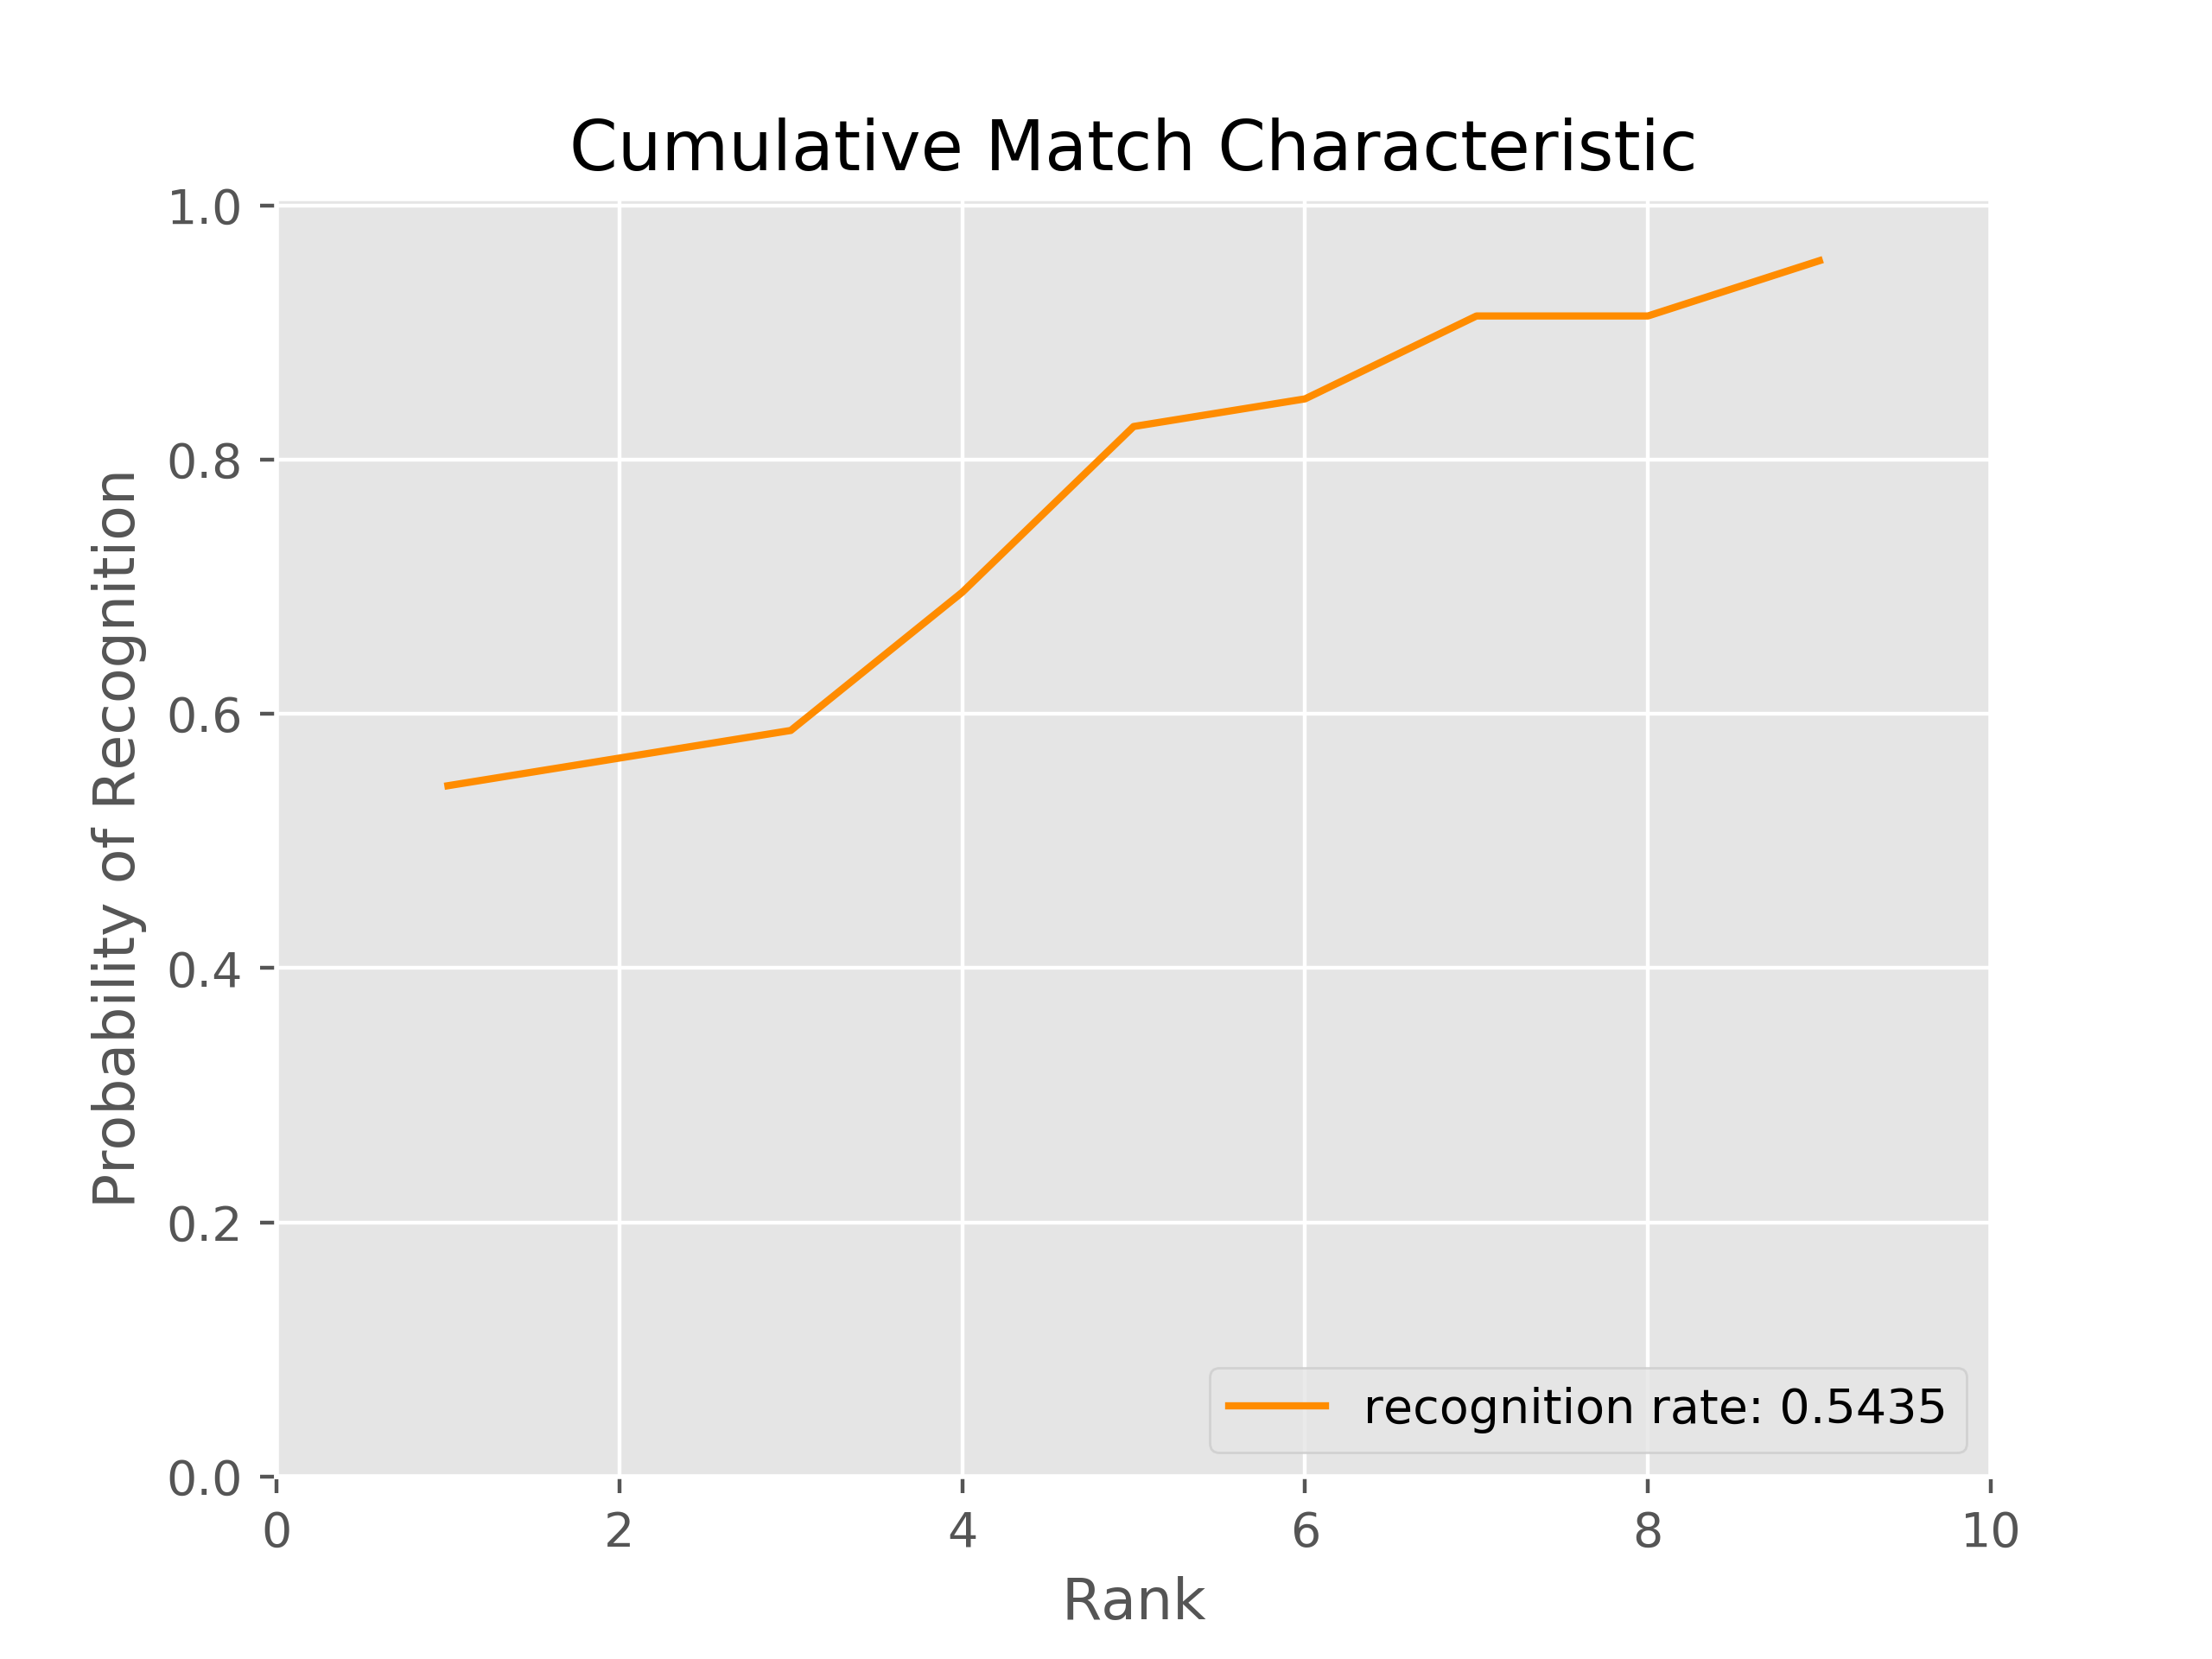 Cumulative Match Characteristic
1.0
0.8
0.6
0.4
0.2
0.0
Probability of Recognition
recognition rate: 0.5435
0 2 4 6 8 10
Rank